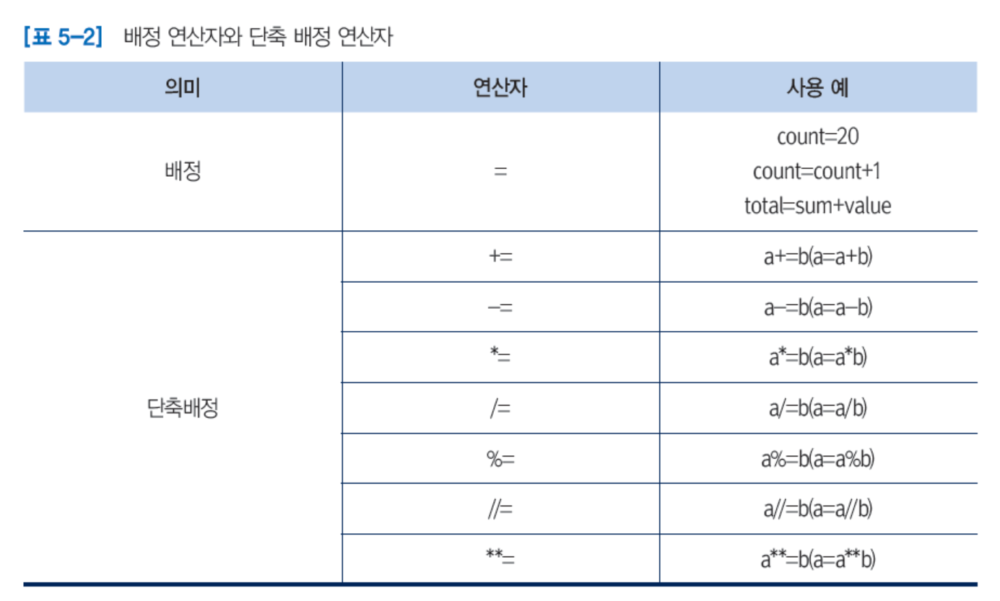 [표 5-2] 배정 연산자와 단축 배정 연산자
의미 연산자 사용 예
배정 = count=20
count=count+1
total=sum+value
단축배정 += a+=b(a=a+b)
−= a−=b(a=a−b)
*= a*=b(a=a*b)
/= a/=b(a=a/b)
%= a%=b(a=a%b)
//= a//=b(a=a//b)
**= a**=b(a=a**b)